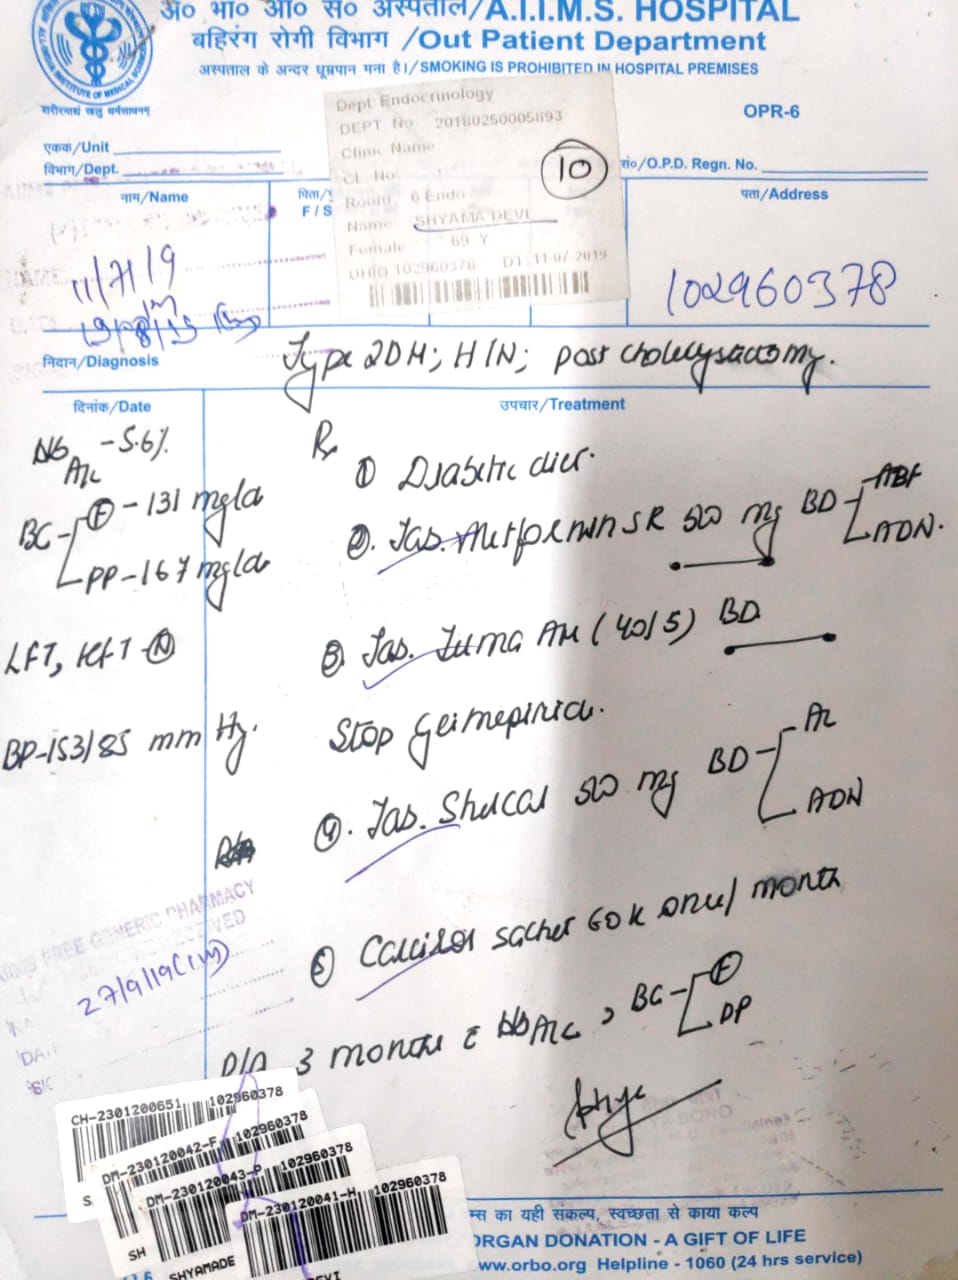 अ० भा० आ० सं० अस्पताल/A.I.I.M.S. HOSPITAL
बहिरंग रोगी विभाग /Out Patient Department
अस्पताल के अन्दर धूम्रपान मना है।/SMOKING IS PROHIBITED IN HOSPITAL PREMISES
शरीरमाद्यं खलु धर्मसाधनम्
OPR-6
एकक/Unit
विभाग/Dept.
सं०/O.P.D. Regn. No.
Dept Endocrinology
DEPT No 20180250005893
Clinic Name
Cl. No
Room 6 Endo
Name SHYAMA DEVI
Female 69 Y
UHID 102960378 DT 11-07-2019
10
नाम/Name
पिता/
F / S
पता/Address
11/7/19
102960378
निदान/Diagnosis
Type 2DM; HTN; post cholecystectomy.
दिनांक/Date
उपचार/Treatment
Hb A1c - 5.6%
BG F - 131 mg/dl
PP - 167 mg/dl
LFT, KFT - N
BP - 153/85 mm Hg.
Rx
① Diabetic diet.
②. Tab. Metformin SR 500 mg BD ABF
ADN.
③ Tab. Telma AM (40/5) BD
Stop Glimepiride.
④. Tab. Shelcal 500 mg BD AL
ADN
⑤ Calcirol sachet 60K once/month
FREE GENERIC PHARMACY
27/9/19
3 months c HbA1c, BG F
PP
CH-2301200651 102960378
DM-230120042-F 102960378
DM-230120043-P 102960378
DM-230120041-H 102960378
SH
SHYAMADE
DEVI
म्स का यही संकल्प, स्वच्छता से काया कल्प
ORGAN DONATION - A GIFT OF LIFE
ww.orbo.org Helpline - 1060 (24 hrs service)